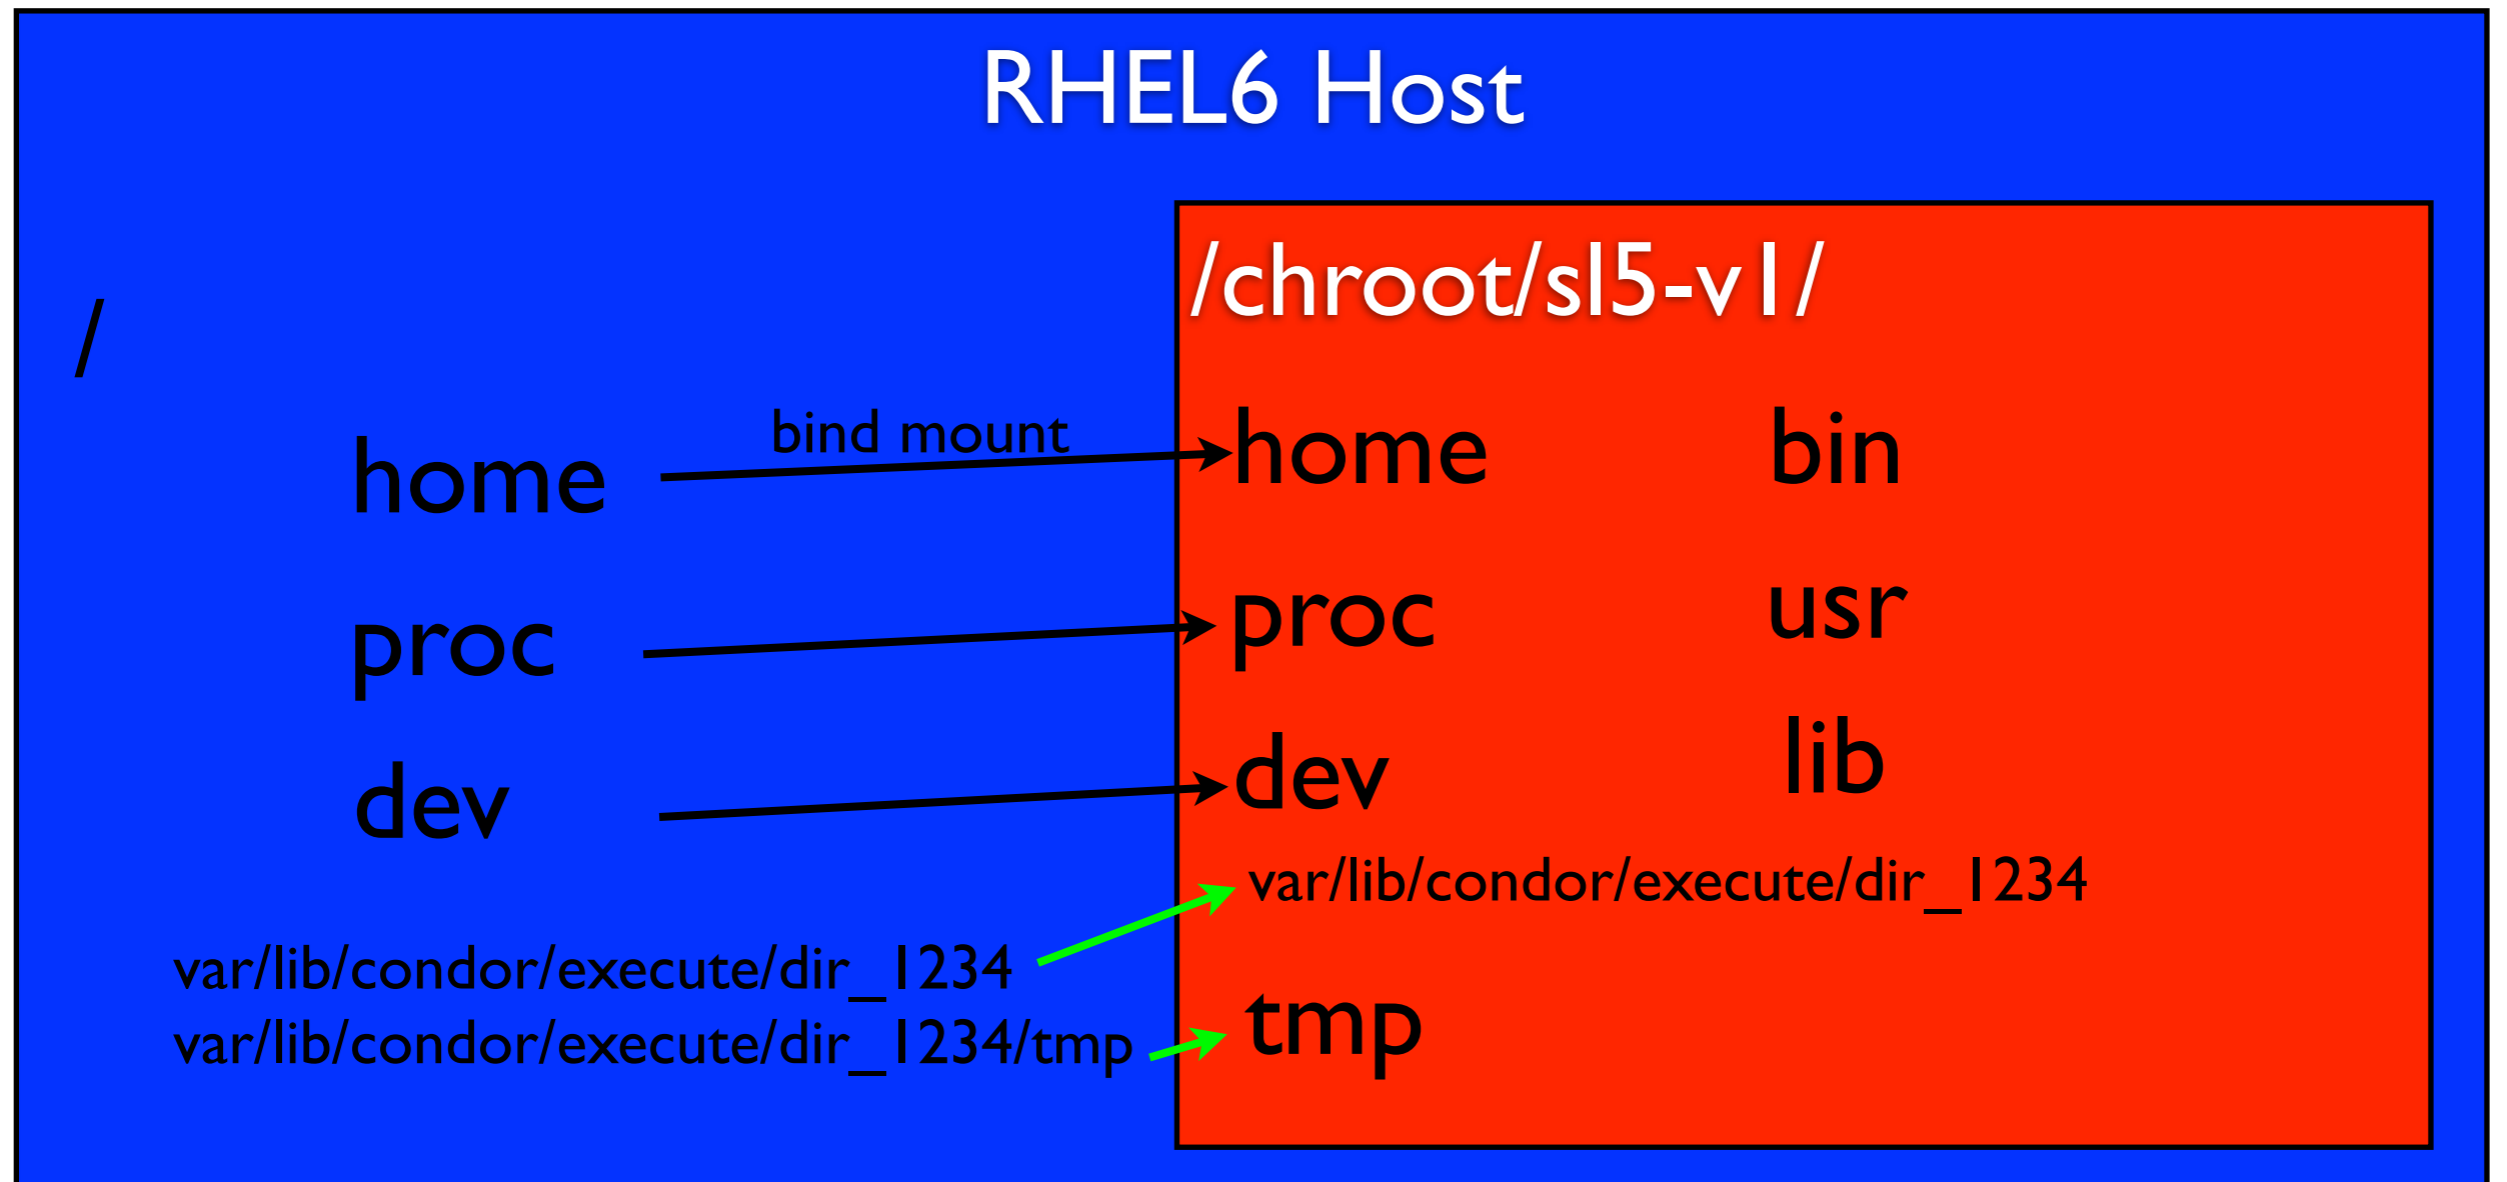 RHEL6 Host
/
home
proc
dev
var/lib/condor/execute/dir_1234
var/lib/condor/execute/dir_1234/tmp
bind mount
/chroot/sl5-v1/
home
proc
dev
var/lib/condor/execute/dir_1234
tmp
bin
usr
lib